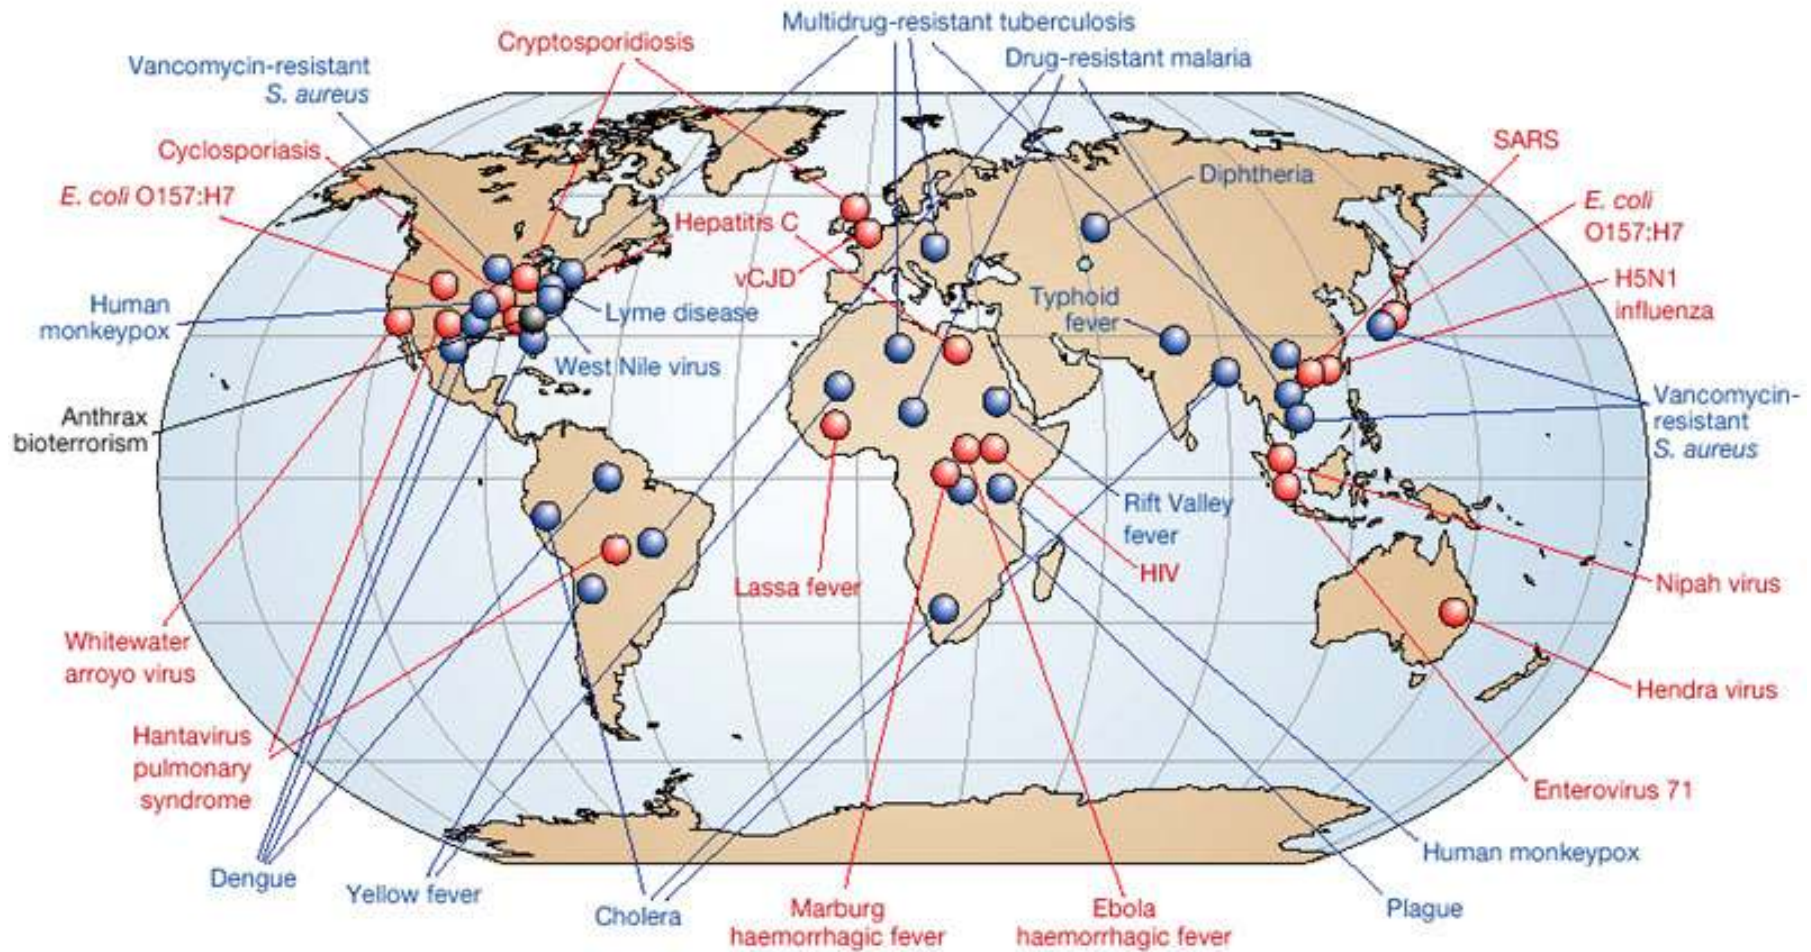 Multidrug-resistant tuberculosis
Cryptosporidiosis
Drug-resistant malaria
Vancomycin-resistant
S. aureus
SARS
Cyclosporiasis
Diphtheria
E. coli O157:H7
E. coli
O157:H7
Hepatitis C
vCJD
H5N1
influenza
Human
monkeypox
Lyme disease
Typhoid
fever
West Nile virus
Anthrax
bioterrorism
Vancomycin-
resistant
S. aureus
Rift Valley
fever
HIV
Lassa fever
Nipah virus
Whitewater
arroyo virus
Hendra virus
Hantavirus
pulmonary
syndrome
Enterovirus 71
Human monkeypox
Dengue
Yellow fever
Cholera
Marburg
haemorrhagic fever
Ebola
haemorrhagic fever
Plague